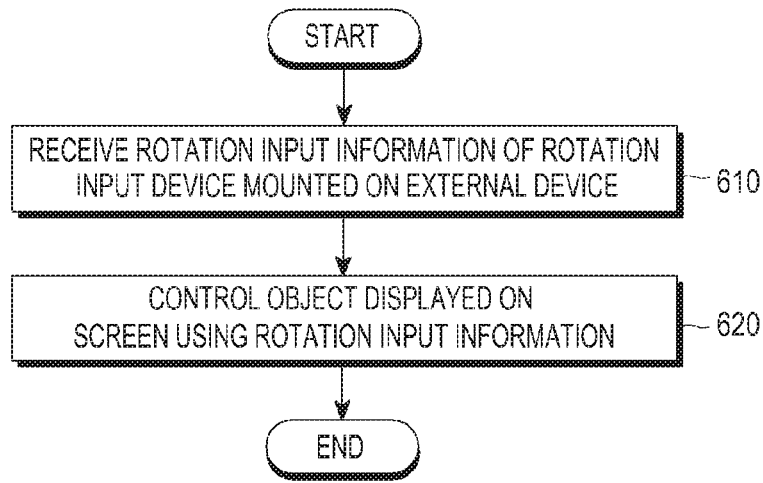 START
RECEIVE ROTATION INPUT INFORMATION OF ROTATION
INPUT DEVICE MOUNTED ON EXTERNAL DEVICE
610
CONTROL OBJECT DISPLAYED ON
SCREEN USING ROTATION INPUT INFORMATION
620
END